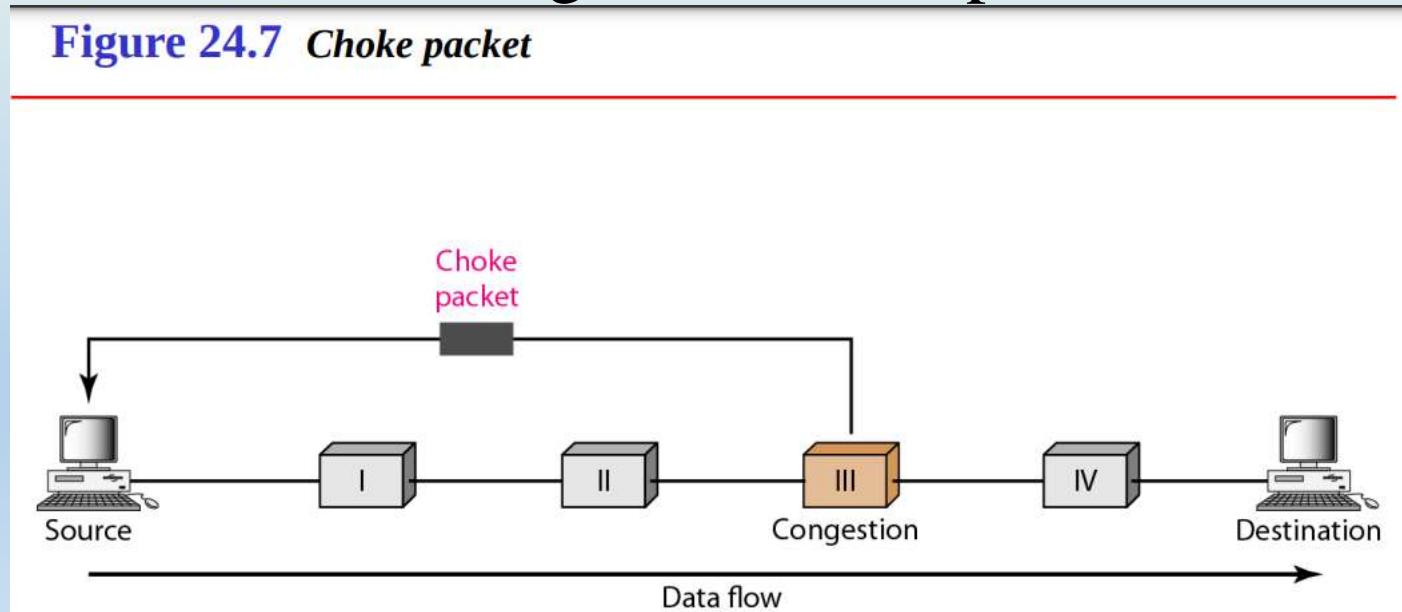 Figure 24.7 Choke packet
Choke
packet
I
II
III
IV
Source
Congestion
Destination
Data flow